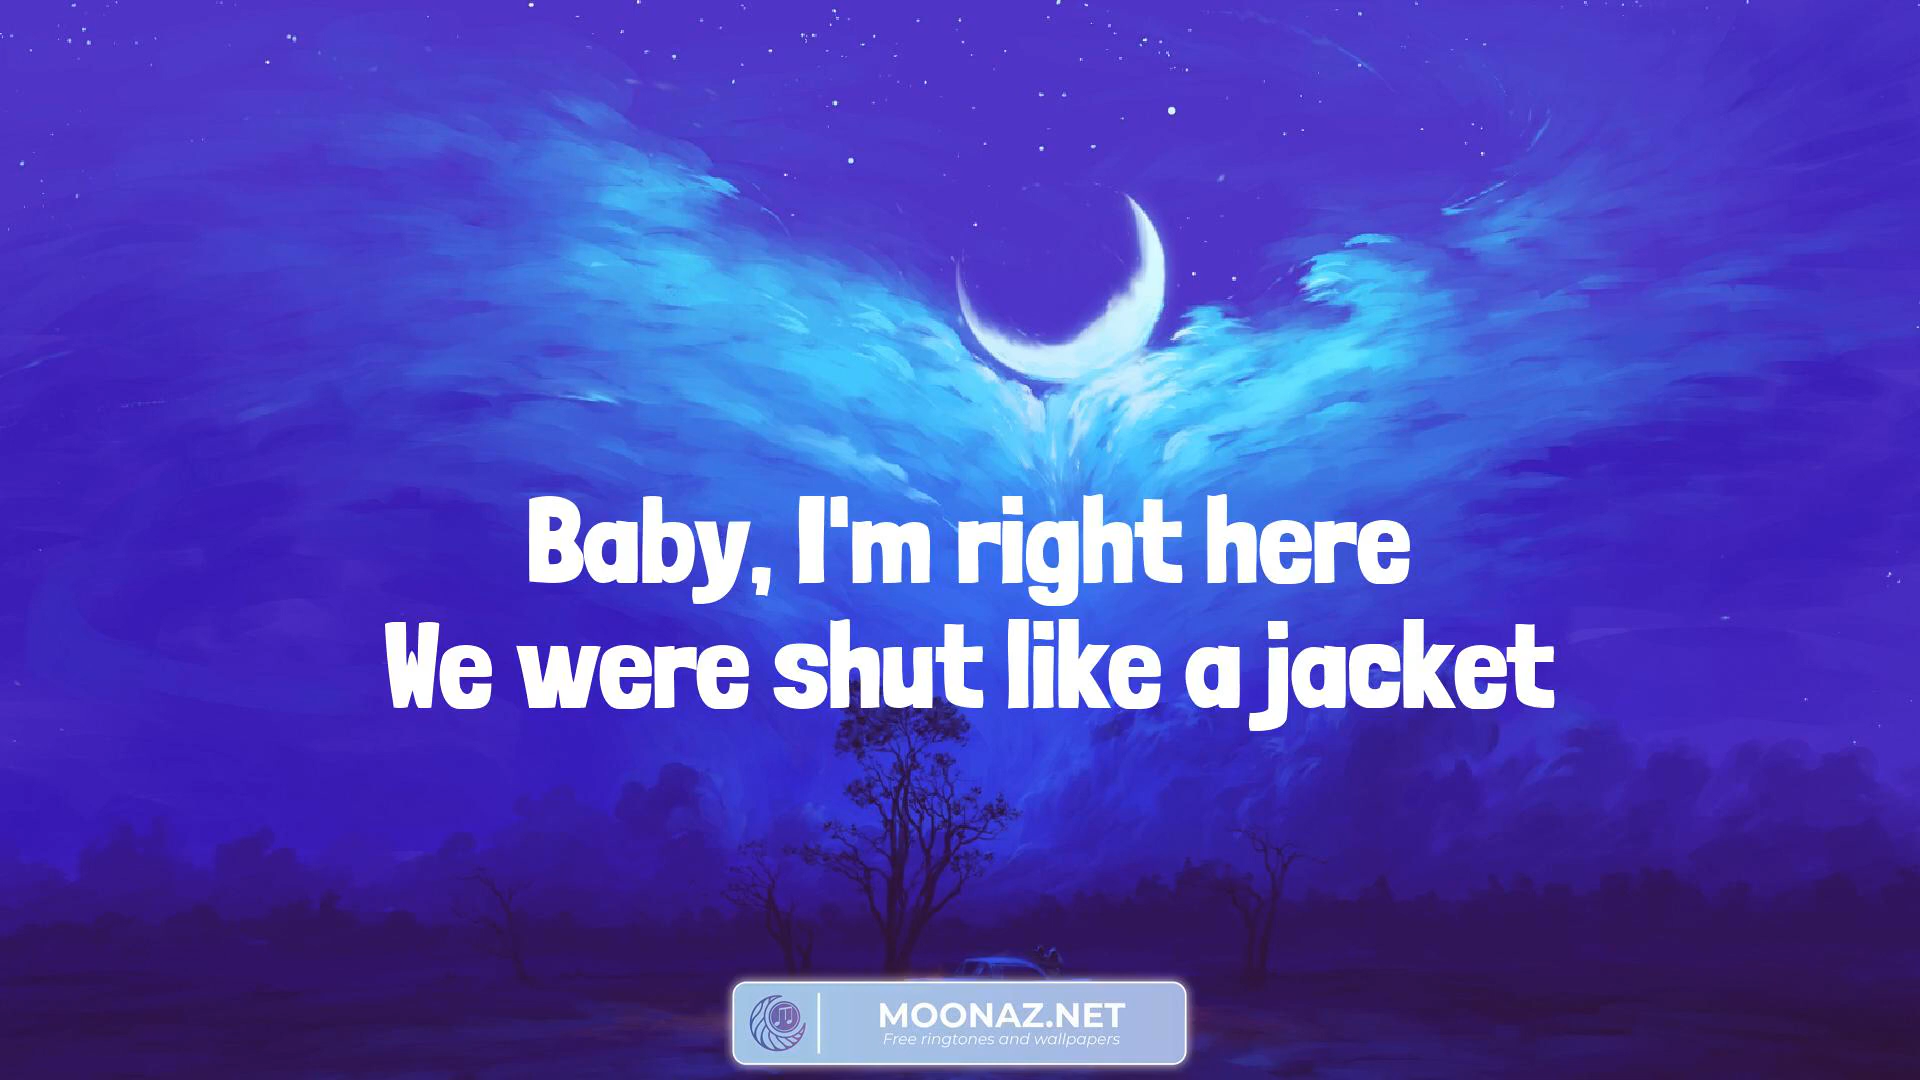 Baby, I'm right here
We were shut like a jacket
MOONAZ.NET
Free ringtones and wallpapers